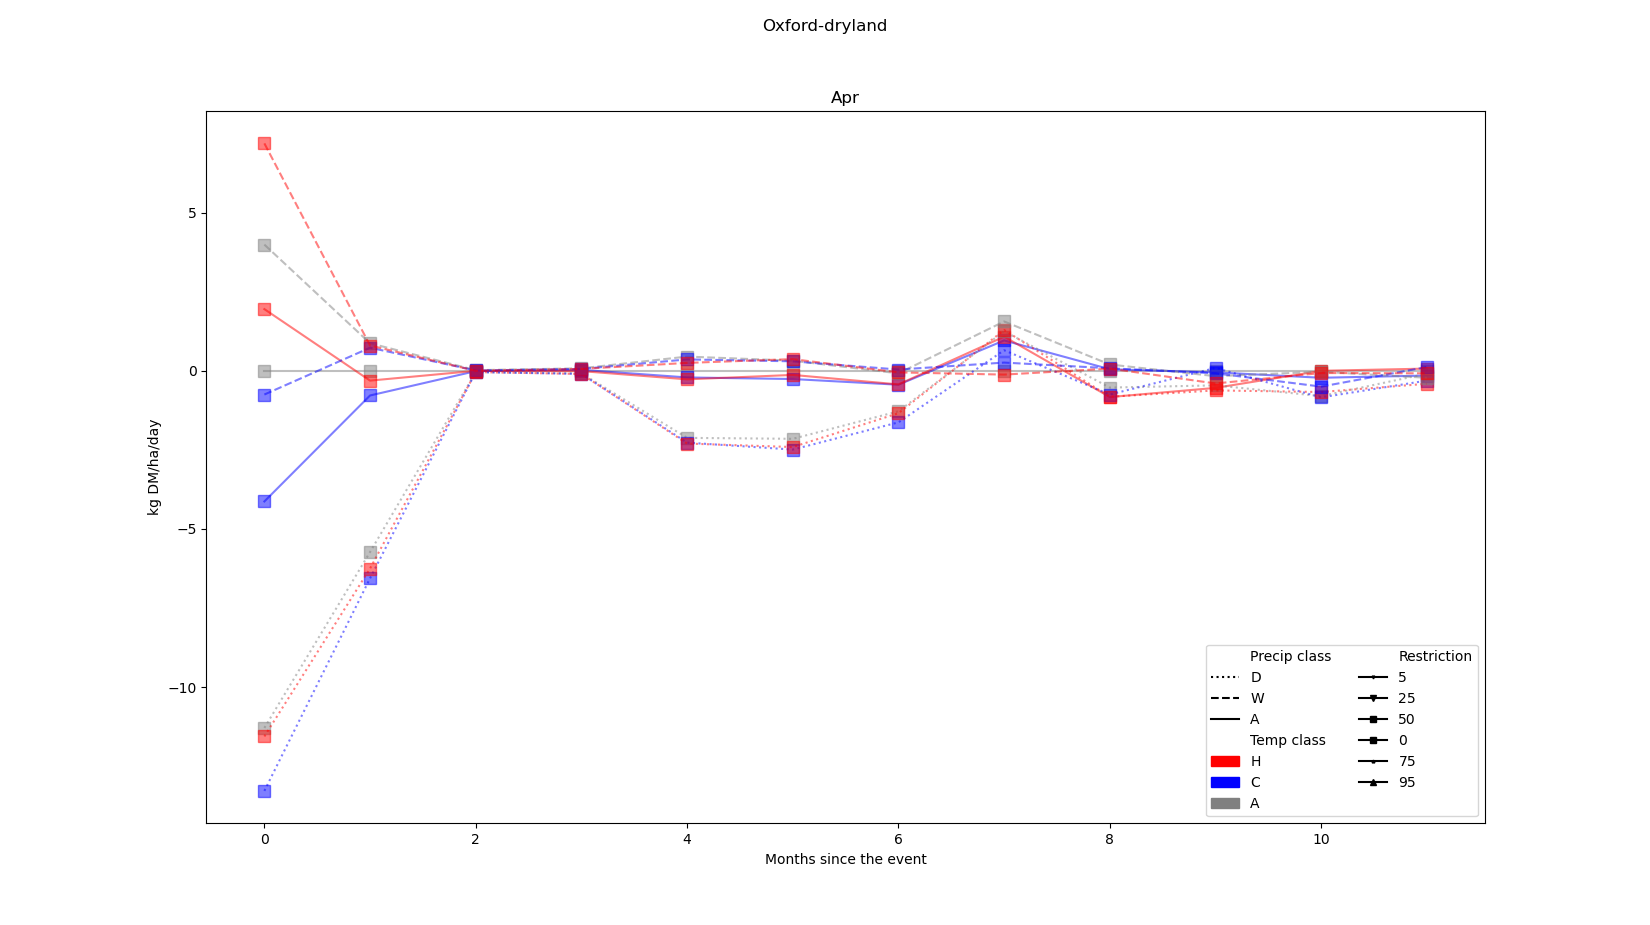 Oxford-dryland
Apr
kg DM/ha/day
5
0
−5
−10
0
2
4
6
8
10
Months since the event
Precip class
D
W
A
Temp class
H
C
A
Restriction
5
25
50
0
75
95